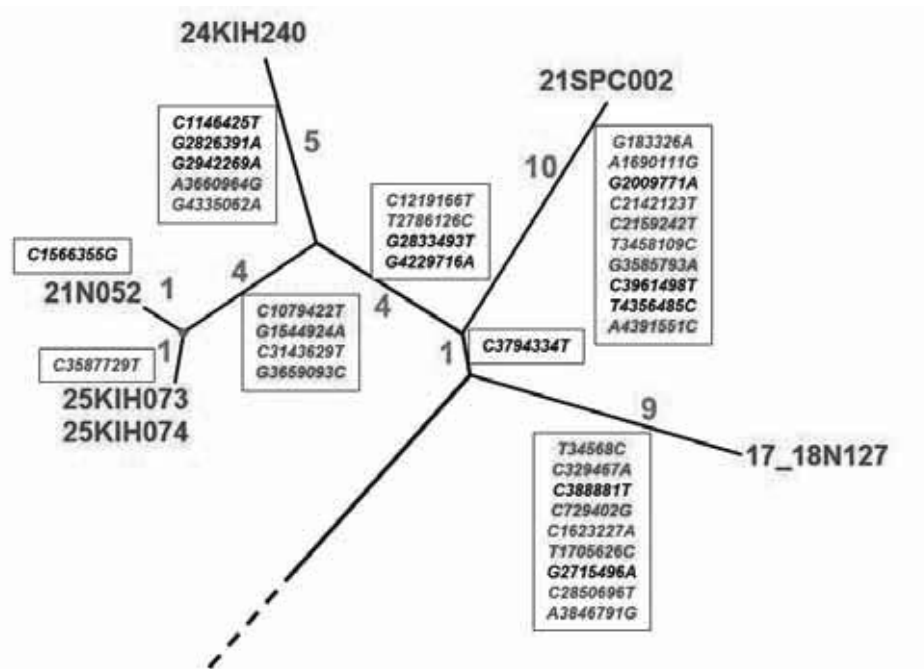 24KIH240
C1146425T
G2826391A
G2942269A
A3660964G
G4335062A
5
21SPC002
10
G183326A
A1690111G
G2009771A
C2142123T
C2159242T
T3458109C
G3585793A
C3961498T
T4356485C
A4391551C
C1219166T
T2786126C
G2833493T
G4229716A
4
C1566355G
1
21N052
4
C1079422T
G1544924A
C3143629T
G3659093C
C3587729T
1
25KIH073
25KIH074
1
C3794334T
9
17_18N127
T34568C
C329467A
C388881T
C729402G
C1623227A
T1705626C
G2715496A
C2850696T
A3846791G